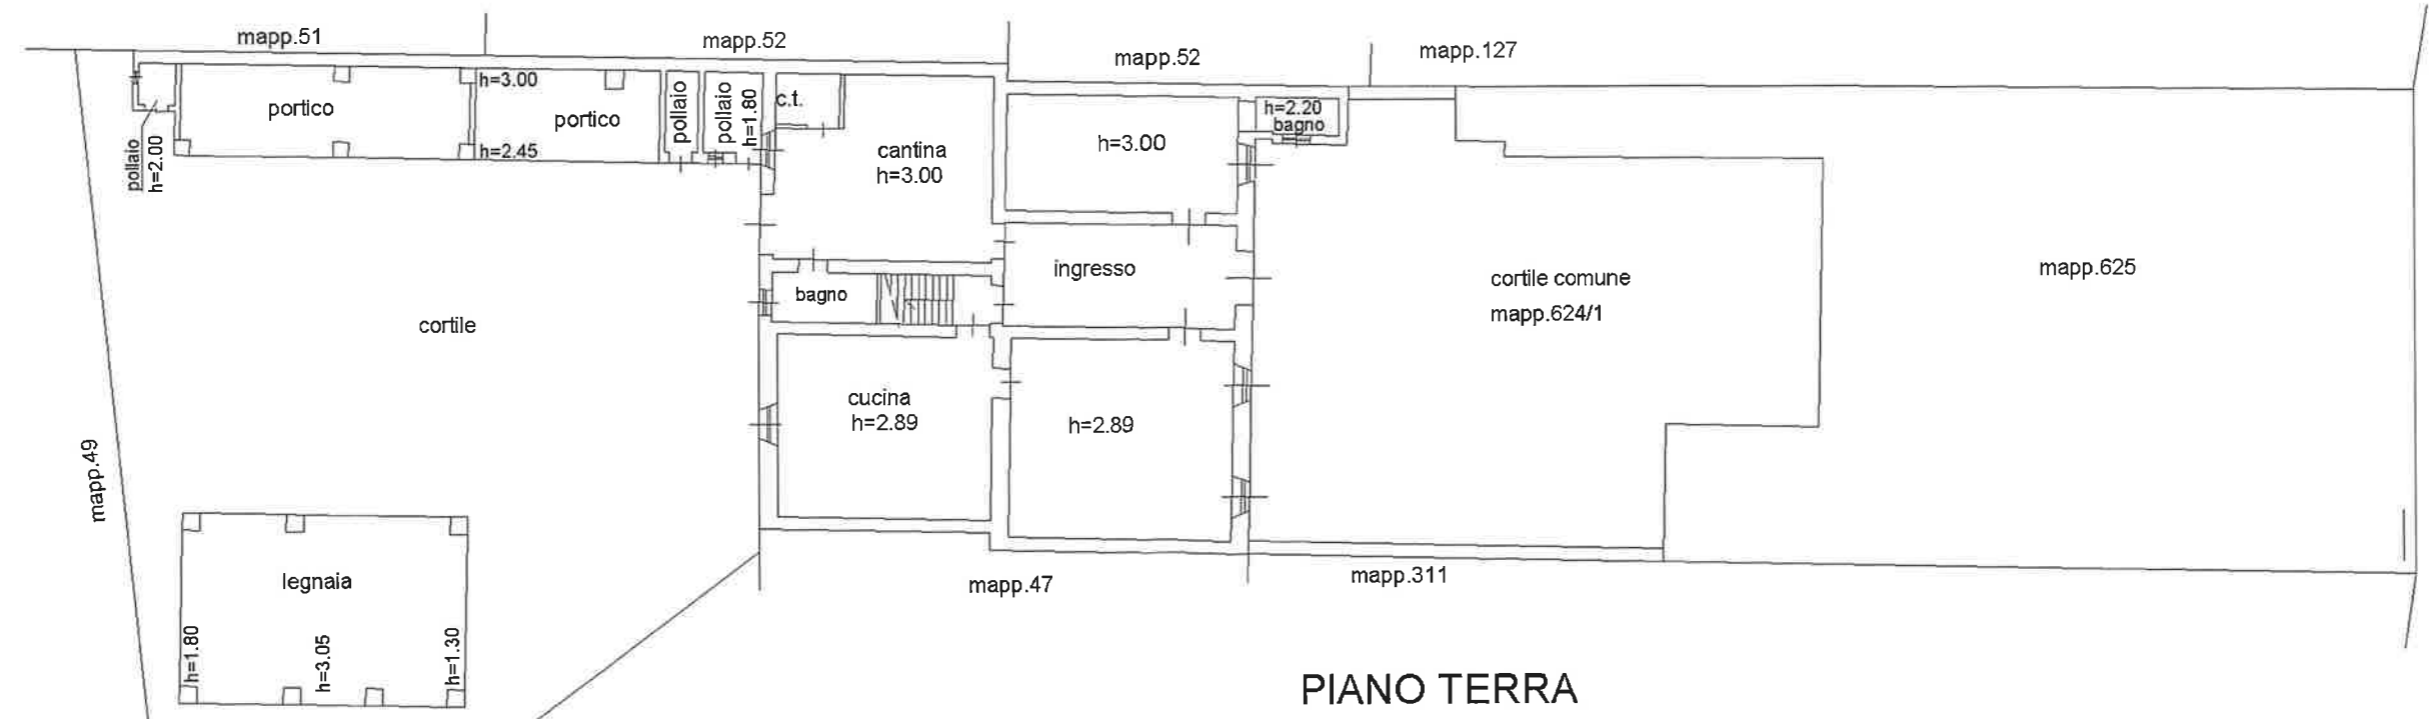 mapp.51
mapp.52
mapp.52
mapp.127
h=3.00
portico
portico
h=2.45
pollaio
h=2.00
pollaio
pollaio
h=1.80
c.t.
cantina
h=3.00
h=3.00
h=2.20
bagno
ingresso
bagno
cortile
cortile comune
mapp.624/1
mapp.625
cucina
h=2.89
h=2.89
mapp.49
legnaia
h=1.80
h=3.05
h=1.30
mapp.47
mapp.311
PIANO TERRA